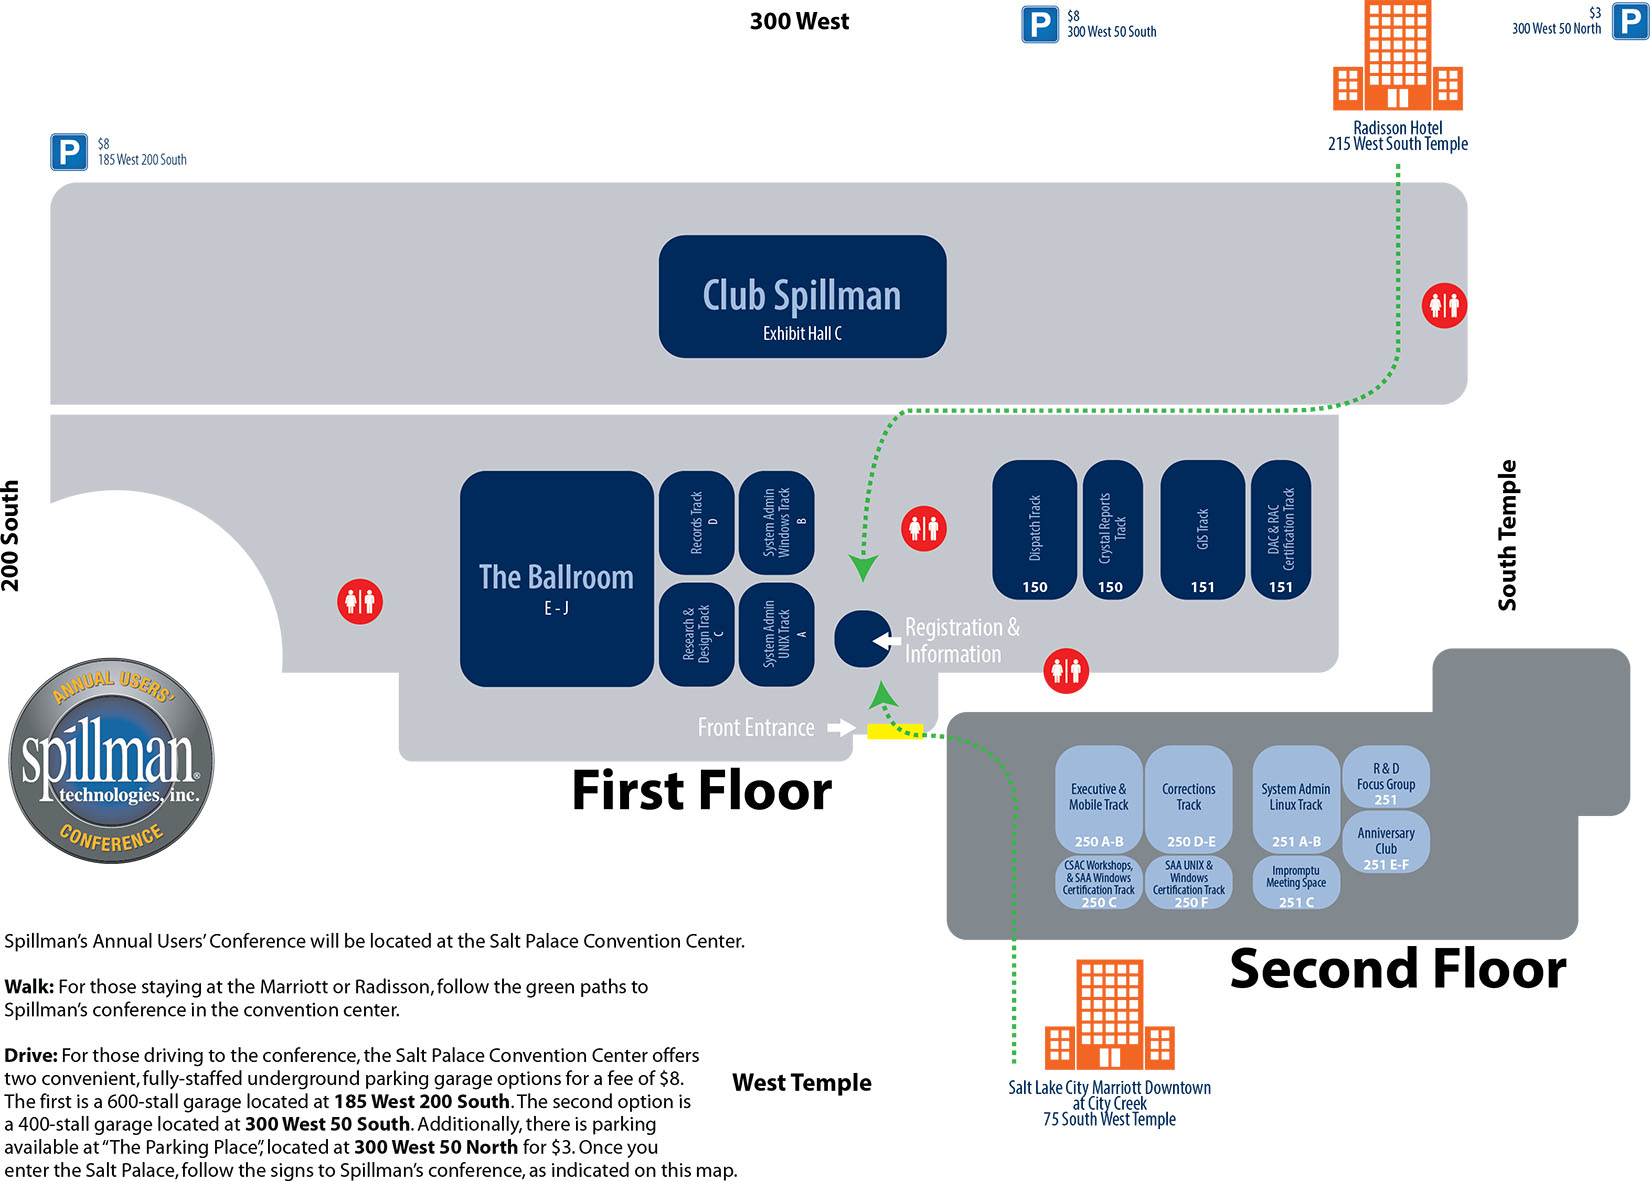 300 West
P
$8
300 West 50 South
$3
300 West 50 North
P
Radisson Hotel
215 West South Temple
P
$8
185 West 200 South
Club Spillman
Exhibit Hall C
200 South
South Temple
The Ballroom
E - J
Records Track
D
System Admin
Windows Track
B
Research &
Design Track
C
System Admin
UNIX Track
A
Dispatch Track
150
Crystal Reports
Track
150
GIS Track
151
DAC & RAC
Certification Track
151
Registration &
Information
Front Entrance
First Floor
ANNUAL USERS'
spillman®
technologies, inc.
CONFERENCE
Executive &
Mobile Track
250 A-B
Corrections
Track
250 D-E
System Admin
Linux Track
251 A-B
R & D
Focus Group
251
Anniversary
Club
251 E-F
CSAC Workshops,
& SAA Windows
Certification Track
250 C
SAA UNIX &
Windows
Certification Track
250 F
Impromptu
Meeting Space
251 C
Second Floor
Spillman's Annual Users' Conference will be located at the Salt Palace Convention Center.
Walk: For those staying at the Marriott or Radisson, follow the green paths to
Spillman's conference in the convention center.
Drive: For those driving to the conference, the Salt Palace Convention Center offers
two convenient, fully-staffed underground parking garage options for a fee of $8.
The first is a 600-stall garage located at 185 West 200 South. The second option is
a 400-stall garage located at 300 West 50 South. Additionally, there is parking
available at "The Parking Place", located at 300 West 50 North for $3. Once you
enter the Salt Palace, follow the signs to Spillman's conference, as indicated on this map.
West Temple
Salt Lake City Marriott Downtown
at City Creek
75 South West Temple